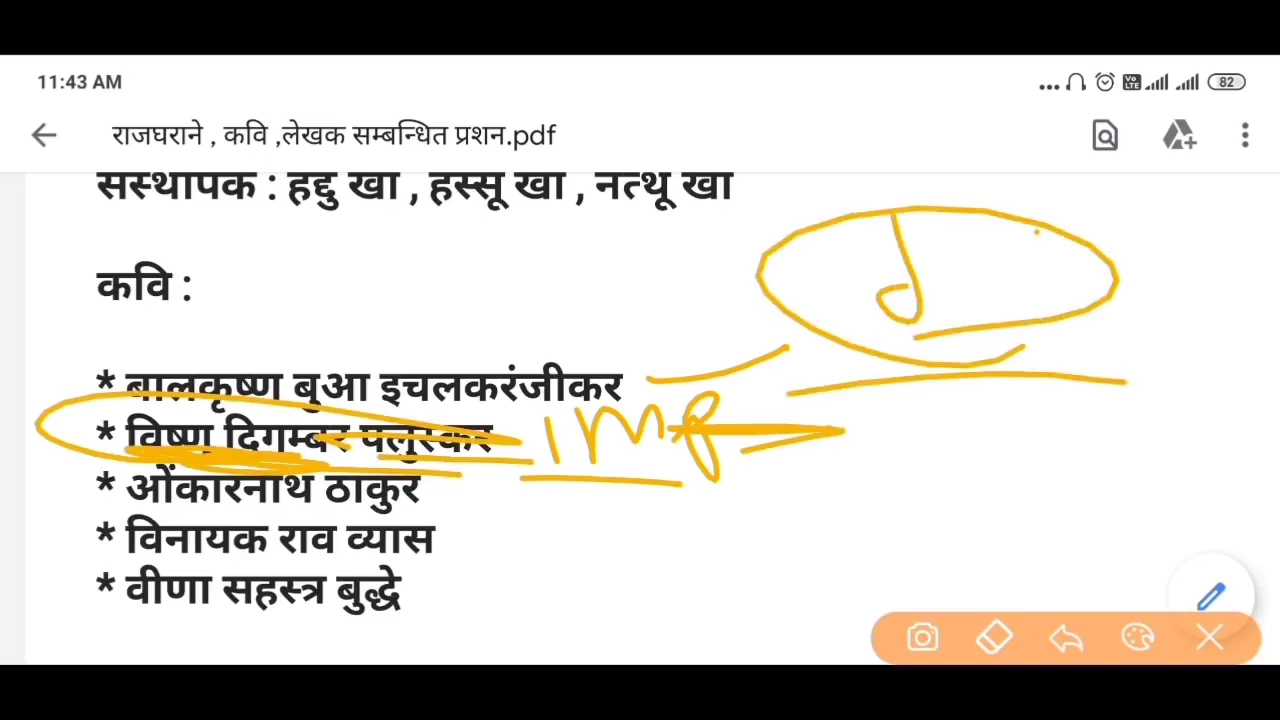 11:43 AM
82
राजघराने , कवि ,लेखक सम्बन्धित प्रशन.pdf
संस्थापक : हद्दु खां , हस्सू खां , नत्थू खां
कवि :
* बालकृष्ण बुआ इचलकरंजीकर
* विष्णु दिगम्बर पलुस्कर
IMP
* ओंकारनाथ ठाकुर
* विनायक राव व्यास
* वीणा सहस्त्र बुद्धे